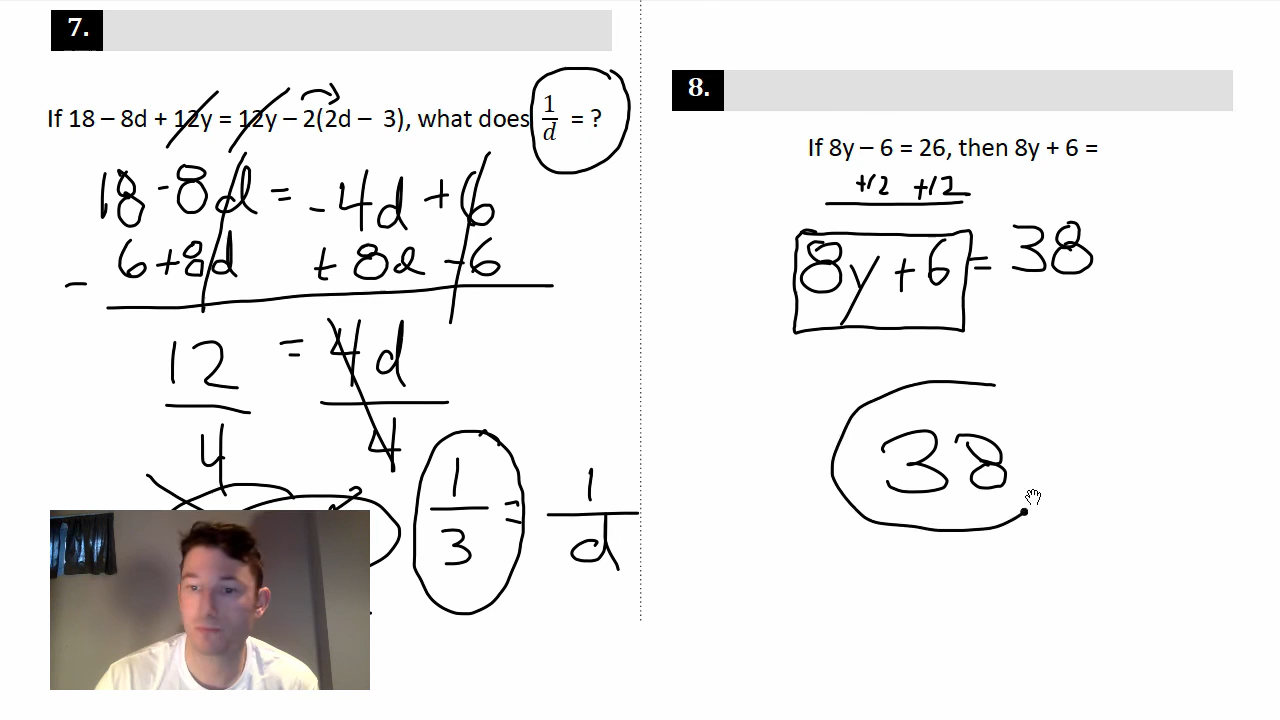 7.
If 18 – 8d + 12y = 12y – 2(2d – 3), what does 1/d = ?
18 - 8d = - 4d + 6
- 6 + 8d + 8d - 6
12 = 4d
4 4
1/3 = 1/d
8.
If 8y – 6 = 26, then 8y + 6 =
+12 +12
8y + 6 = 38
38